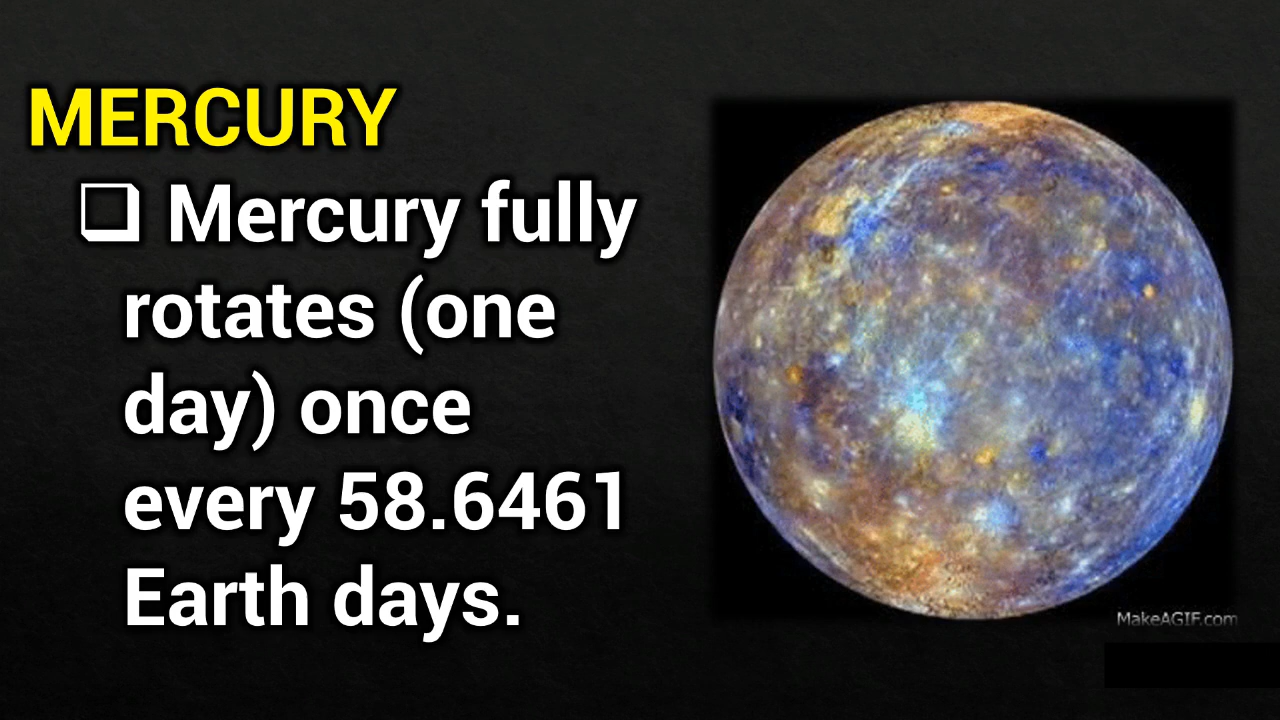 MERCURY
❑ Mercury fully
rotates (one
day) once
every 58.6461
Earth days.
MakeAGIF.com